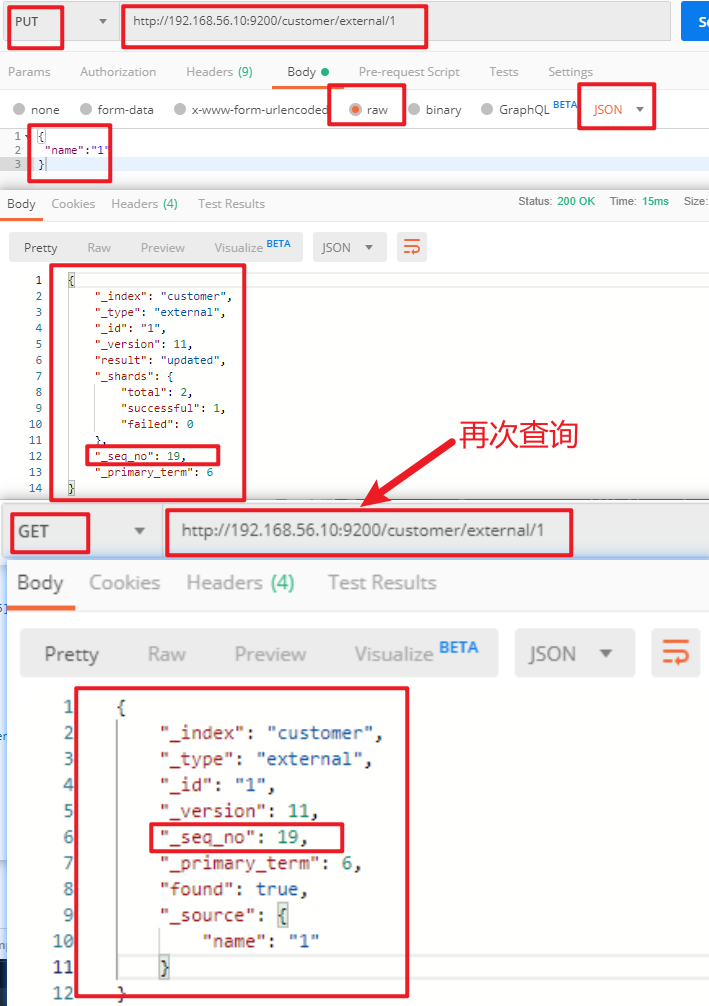 PUT http://192.168.56.10:9200/customer/external/1
Params Authorization Headers (9) Body Pre-request Script Tests Settings
none form-data x-www-form-urlencoded raw binary GraphQL BETA JSON
1 {
2 "name":"1"
3 }
Body Cookies Headers (4) Test Results Status: 200 OK Time: 15ms Size:
Pretty Raw Preview Visualize BETA JSON
1 {
2 "_index": "customer",
3 "_type": "external",
4 "_id": "1",
5 "_version": 11,
6 "result": "updated",
7 "_shards": {
8 "total": 2,
9 "successful": 1,
10 "failed": 0
11 },
12 "_seq_no": 19,
13 "_primary_term": 6
14 }
再次查询
GET http://192.168.56.10:9200/customer/external/1
Body Cookies Headers (4) Test Results
Pretty Raw Preview Visualize BETA JSON
1 {
2 "_index": "customer",
3 "_type": "external",
4 "_id": "1",
5 "_version": 11,
6 "_seq_no": 19,
7 "_primary_term": 6,
8 "found": true,
9 "_source": {
10 "name": "1"
11 }
12 }